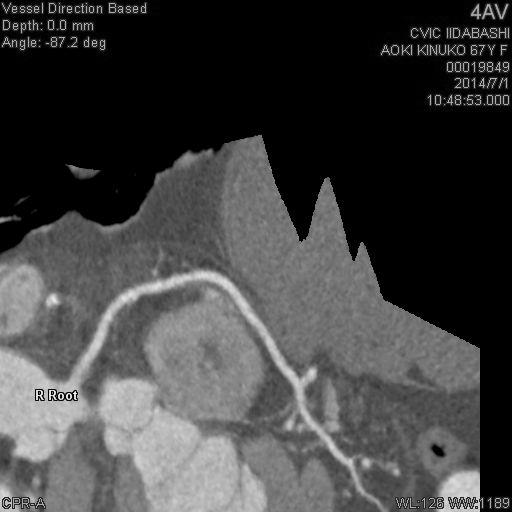 Vessel Direction Based
Depth: 0.0 mm
Angle: -87.2 deg
4AV
CVIC IIDABASHI
AOKI KINUKO 67Y F
00019849
2014/7/1
10:48:53.000
R Root
CPR-A
WL:126 WW:1189